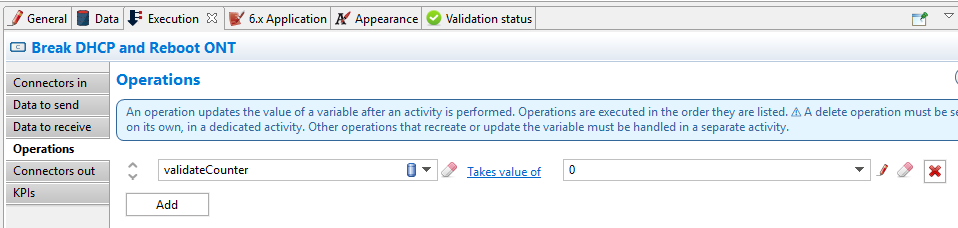 General
Data
Execution
6.x Application
Appearance
Validation status
Break DHCP and Reboot ONT
Connectors in
Data to send
Data to receive
Operations
Connectors out
KPIs
Operations
An operation updates the value of a variable after an activity is performed. Operations are executed in the order they are listed. ⚠ A delete operation must be se
on its own, in a dedicated activity. Other operations that recreate or update the variable must be handled in a separate activity.
validateCounter
Takes value of
0
Add